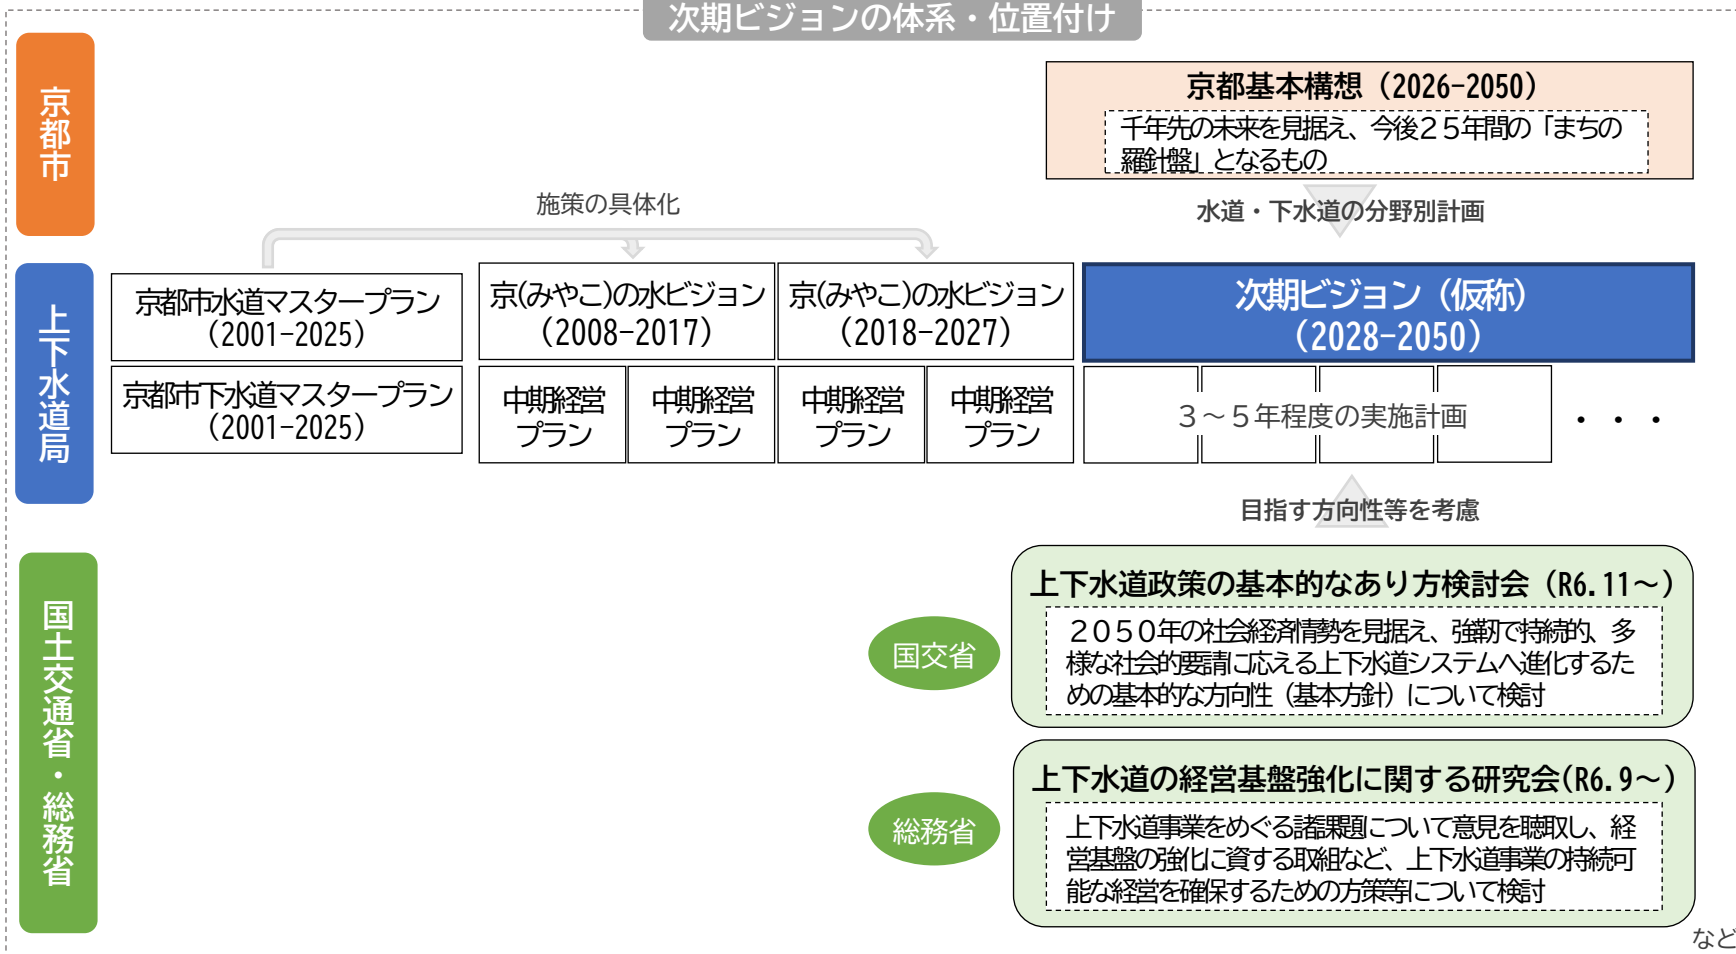 次期ビジョンの体系・位置付け
京都市
京都基本構想（2026-2050）
千年先の未来を見据え、今後２５年間の「まちの
羅針盤」となるもの
施策の具体化
水道・下水道の分野別計画
上下水道局
京都市水道マスタープラン
（2001-2025）
京(みやこ)の水ビジョン
（2008-2017）
京(みやこ)の水ビジョン
（2018-2027）
次期ビジョン（仮称）
（2028-2050）
京都市下水道マスタープラン
（2001-2025）
中期経営
プラン
中期経営
プラン
中期経営
プラン
中期経営
プラン
３～５年程度の実施計画
・・・
目指す方向性等を考慮
国土交通省・総務省
国交省
上下水道政策の基本的なあり方検討会（R6.11～）
２０５０年の社会経済情勢を見据え、強靭で持続的、多
様な社会的要請に応える上下水道システムへ進化するた
めの基本的な方向性（基本方針）について検討
総務省
上下水道の経営基盤強化に関する研究会(R6.9～)
上下水道事業をめぐる諸課題について意見を聴取し、経
営基盤の強化に資する取組など、上下水道事業の持続可
能な経営を確保するための方策等について検討
など